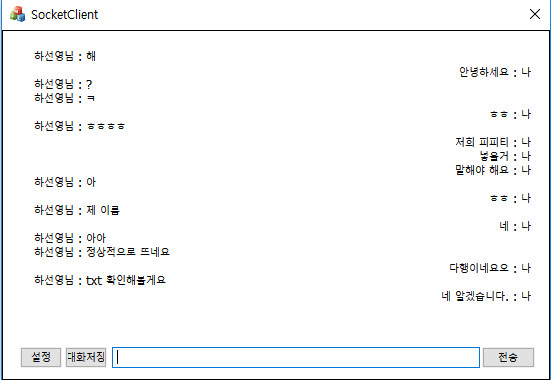 SocketClient
하선영님 : 해
안녕하세요 : 나
하선영님 : ?
하선영님 : ㅋ
ㅎㅎ : 나
하선영님 : ㅎㅎㅎㅎ
저희 피피티 : 나
넣을거 : 나
말해야 해요 : 나
하선영님 : 아
ㅎㅎ : 나
하선영님 : 제 이름
네 : 나
하선영님 : 아아
하선영님 : 정상적으로 뜨네요
다행이네요오 : 나
하선영님 : txt 확인해볼게요
네 알겠습니다. : 나
설정 대화저장 전송